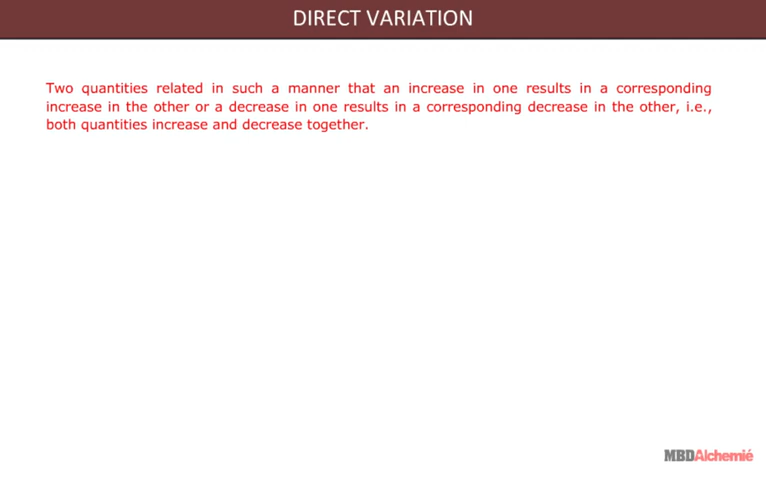 DIRECT VARIATION
Two quantities related in such a manner that an increase in one results in a corresponding
increase in the other or a decrease in one results in a corresponding decrease in the other, i.e.,
both quantities increase and decrease together.
MBDAlchemié